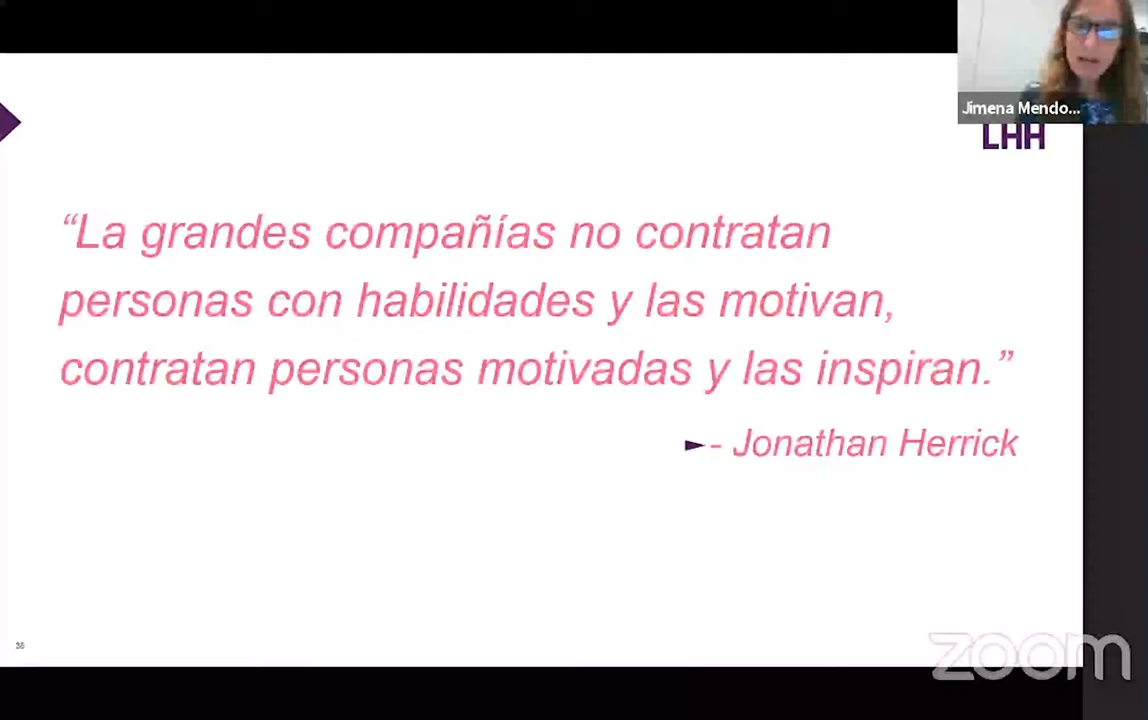 Jimena Mendo...
LHH
“La grandes compañías no contratan
personas con habilidades y las motivan,
contratan personas motivadas y las inspiran.”
►- Jonathan Herrick
36
zoom